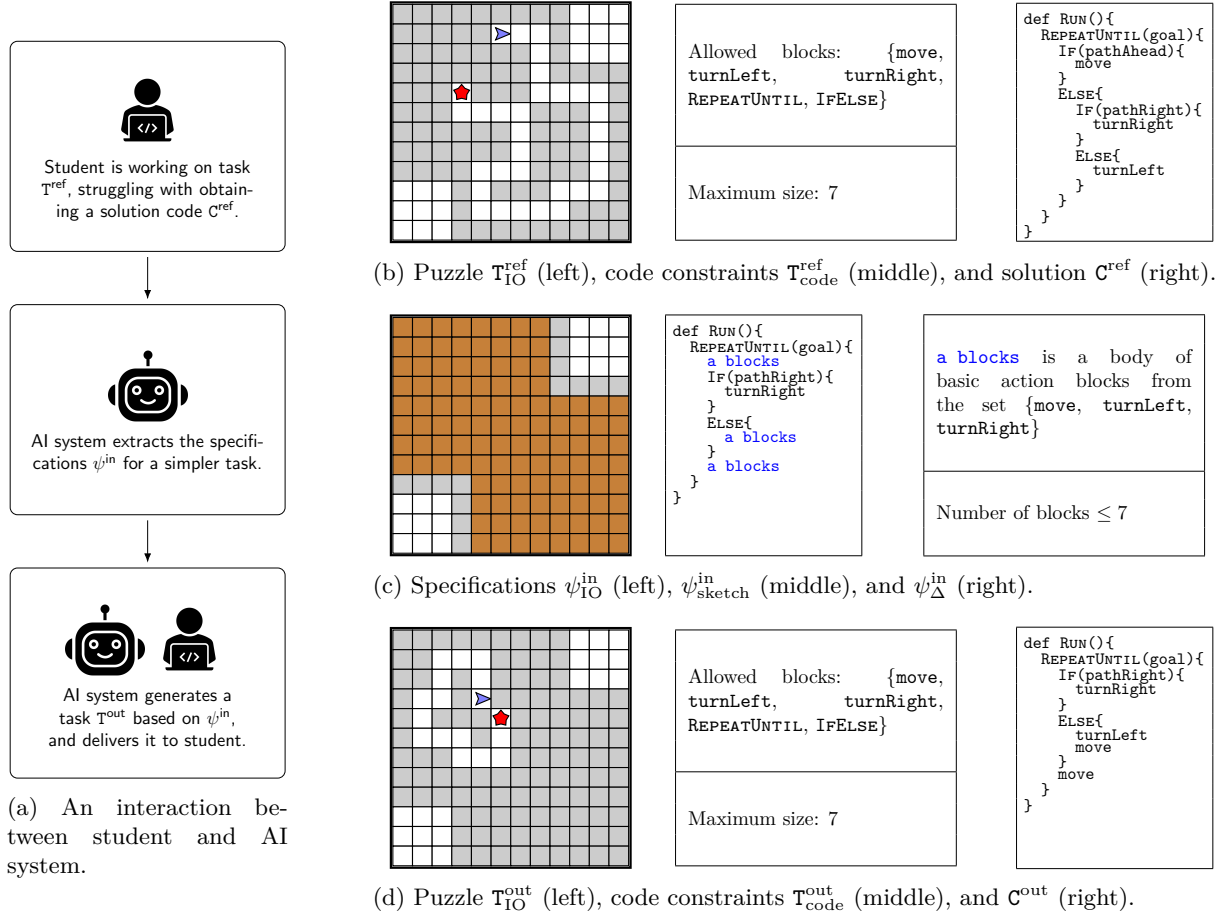 </>
Student is working on task
T^ref, struggling with obtain-
ing a solution code C^ref.
AI system extracts the specifi-
cations ψ^in for a simpler task.
</>
AI system generates a
task T^out based on ψ^in,
and delivers it to student.
(a) An interaction be-
tween student and AI
system.
Allowed blocks: {move,
turnLeft, turnRight,
REPEATUNTIL, IFELSE}
Maximum size: 7
def RUN(){
REPEATUNTIL(goal){
IF(pathAhead){
move
}
ELSE{
IF(pathRight){
turnRight
}
ELSE{
turnLeft
}
}
}
}
(b) Puzzle T^ref_IO (left), code constraints T^ref_code (middle), and solution C^ref (right).
def RUN(){
REPEATUNTIL(goal){
a blocks
IF(pathRight){
turnRight
}
ELSE{
a blocks
}
a blocks
}
}
a blocks is a body of
basic action blocks from
the set {move, turnLeft,
turnRight}
Number of blocks ≤ 7
(c) Specifications ψ^in_IO (left), ψ^in_sketch (middle), and ψ^in_Δ (right).
Allowed blocks: {move,
turnLeft, turnRight,
REPEATUNTIL, IFELSE}
Maximum size: 7
def RUN(){
REPEATUNTIL(goal){
IF(pathRight){
turnRight
}
ELSE{
turnLeft
move
}
move
}
}
(d) Puzzle T^out_IO (left), code constraints T^out_code (middle), and C^out (right).